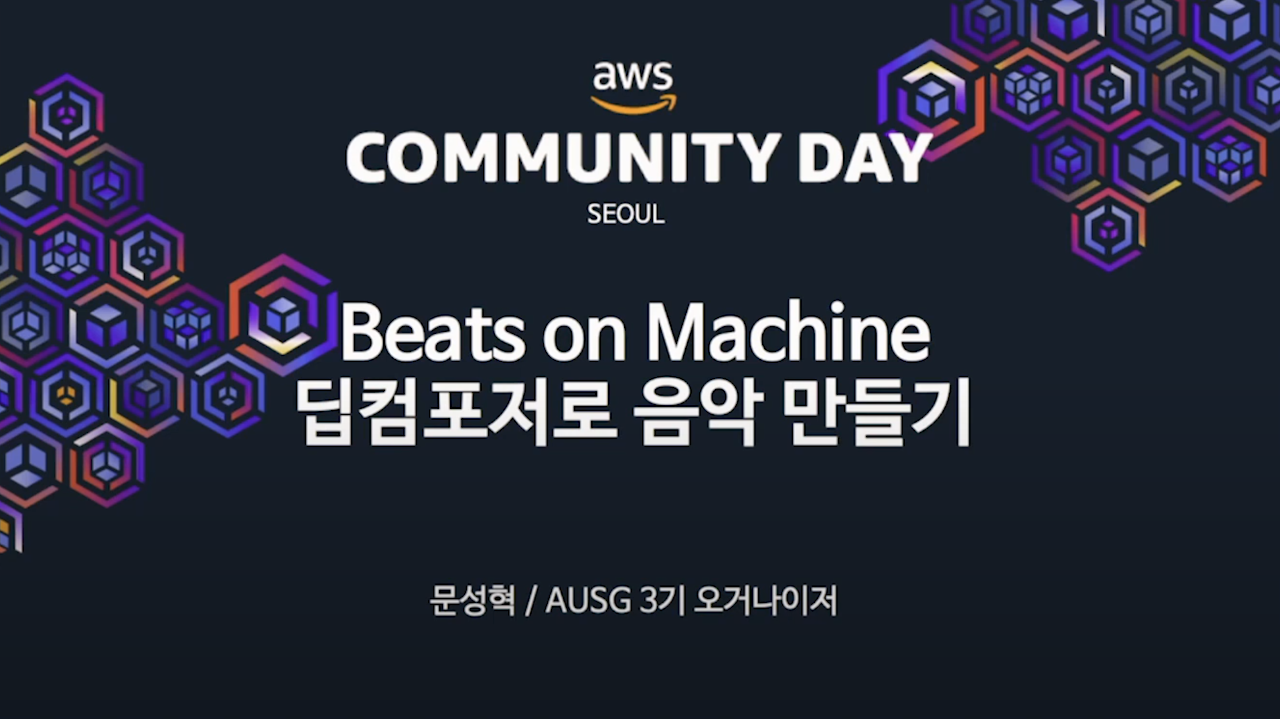 aws
COMMUNITY DAY
SEOUL
Beats on Machine
딥컴포저로 음악 만들기
문성혁 / AUSG 3기 오거나이저